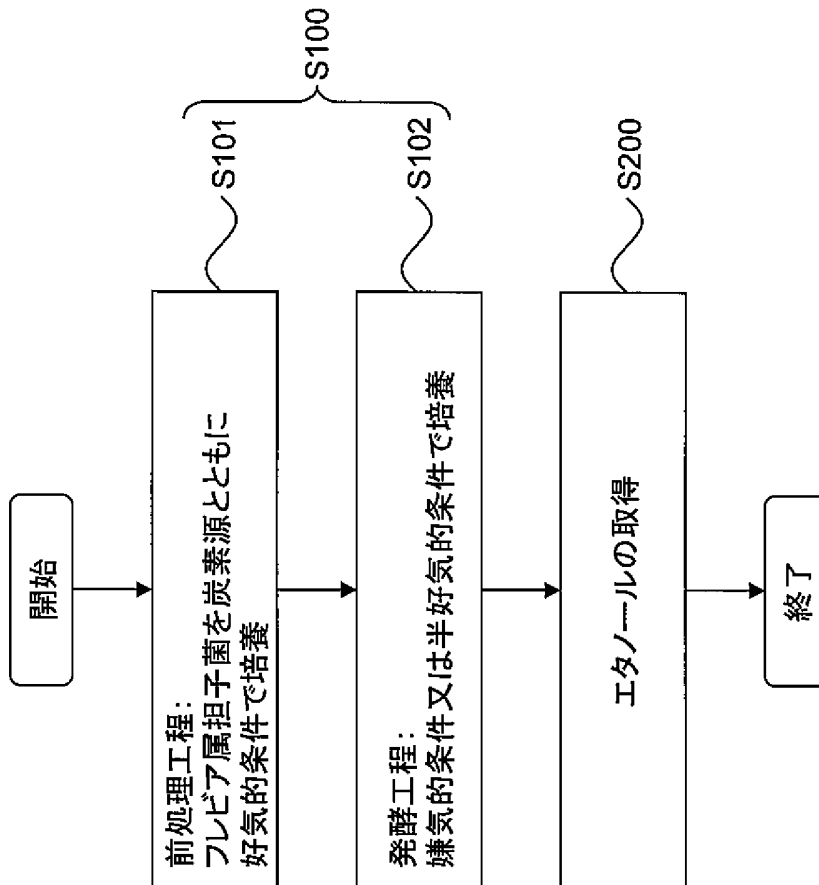 開始
前処理工程:
フレビア属担子菌を炭素源とともに
好気的条件で培養
S101
S100
発酵工程:
嫌気的条件又は半好気的条件で培養
S102
エタノールの取得
S200
終了